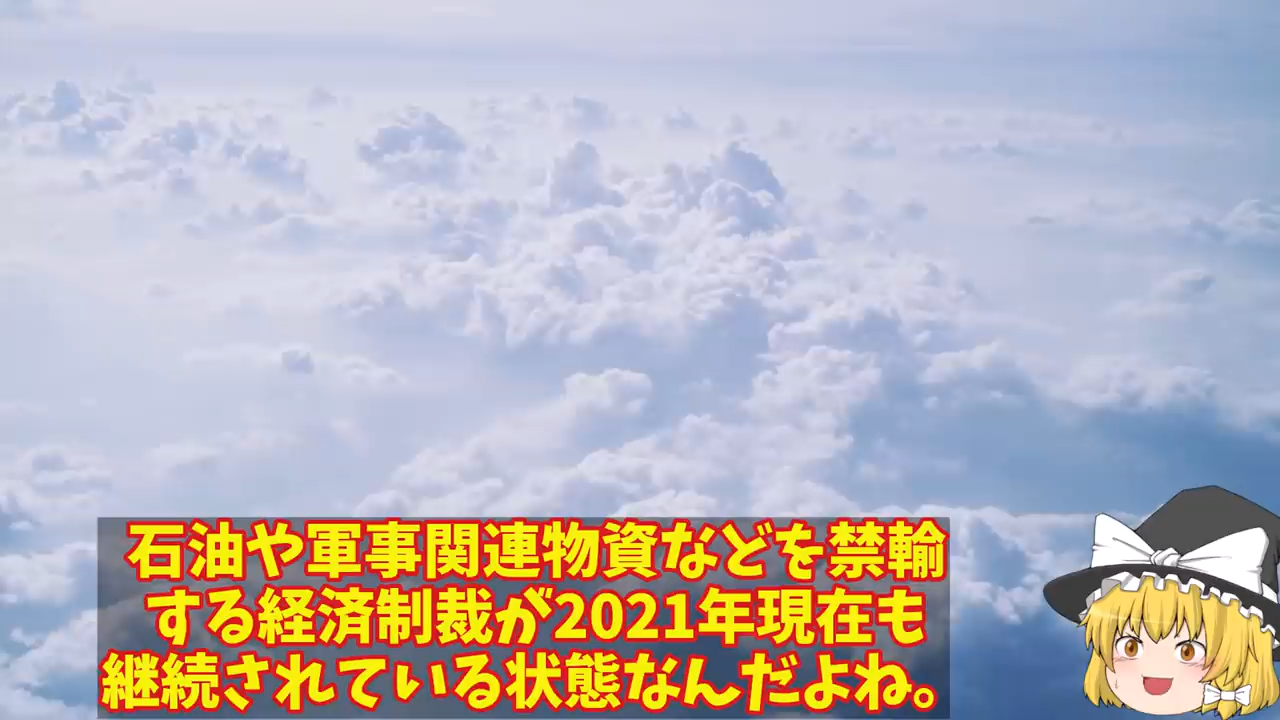 石油や軍事関連物資などを禁輸
する経済制裁が2021年現在も
継続されている状態なんだよね。